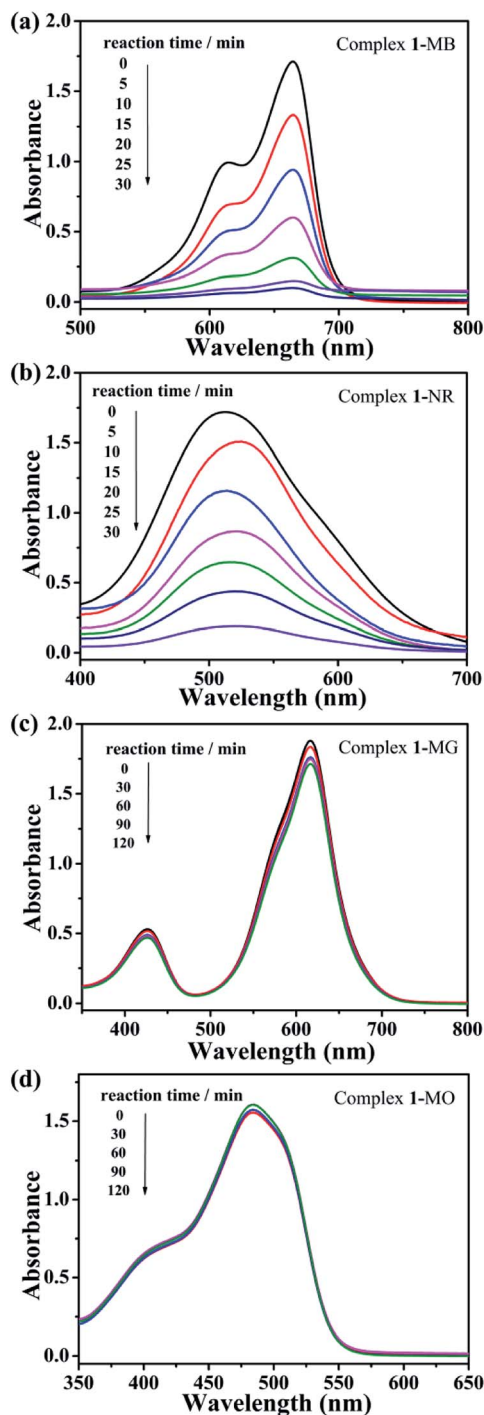 (a)
reaction time / min
0
5
10
15
20
25
30
Complex 1-MB
Absorbance
2.0
1.5
1.0
0.5
0.0
500 600 700 800
Wavelength (nm)
(b)
reaction time / min
0
5
10
15
20
30
Complex 1-NR
Absorbance
2.0
1.5
1.0
0.5
0.0
400 500 600 700
Wavelength (nm)
(c)
reaction time / min
0
30
60
90
120
Complex 1-MG
Absorbance
2.0
1.5
1.0
0.5
0.0
400 500 600 700 800
Wavelength (nm)
(d)
reaction time / min
0
30
60
90
120
Complex 1-MO
Absorbance
1.5
1.0
0.5
0.0
350 400 450 500 550 600 650
Wavelength (nm)